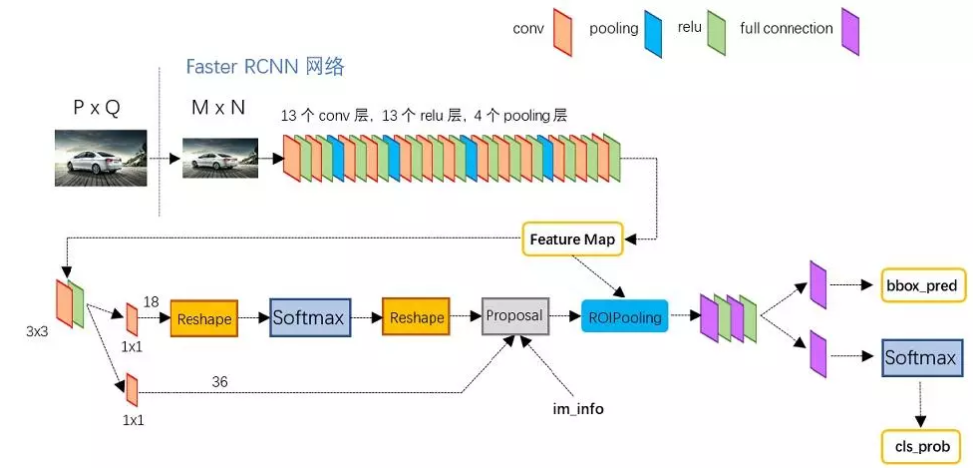 conv pooling relu full connection
Faster RCNN 网络
P x Q
M x N
13 个 conv 层, 13 个 relu 层, 4 个 pooling 层
Feature Map
3x3
18
1x1
Reshape
Softmax
Reshape
Proposal
ROIPooling
bbox_pred
Softmax
36
1x1
im_info
cls_prob